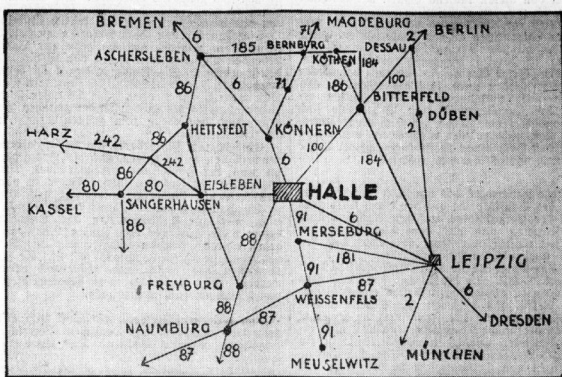 BREMEN 71 MAGDEBURG 2 BERLIN
6 185 BERNBURG DESSAU
ASCHERSLEBEN KÖTHEN 184 100
86 6 71 186 BITTERFELD
HETTSTEDT KÖNNERN DÜBEN
HARZ 242 86 6 100 184 2
86 242
80 80 EISLEBEN HALLE
KASSEL SANGERHAUSEN 6
86 91 MERSEBURG
88 181 LEIPZIG
FREYBURG 91 87 6
WEISSENFELS 2 DRESDEN
88
NAUMBURG 87 91 MÜNCHEN
87 88 MEUSELWITZ